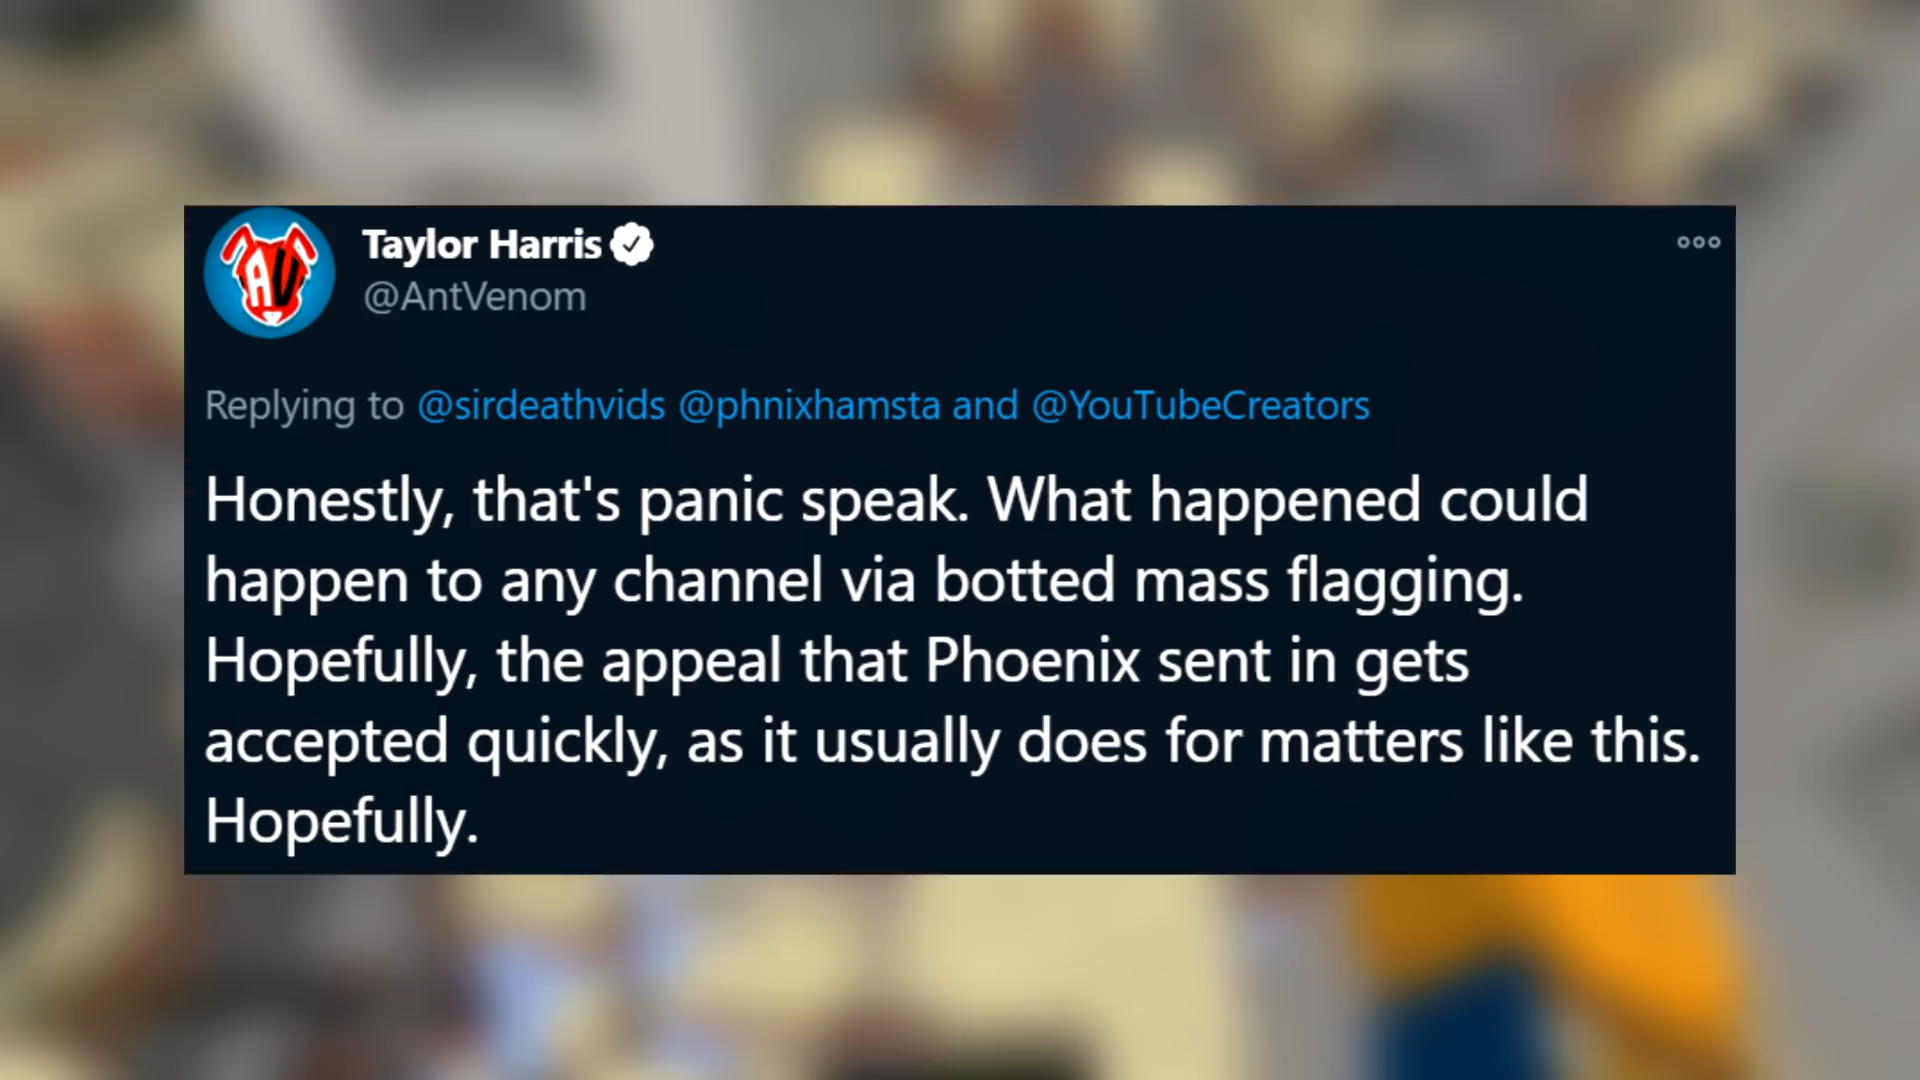 Taylor Harris
@AntVenom
Replying to @sirdeathvids @phnixhamsta and @YouTubeCreators
Honestly, that's panic speak. What happened could
happen to any channel via botted mass flagging.
Hopefully, the appeal that Phoenix sent in gets
accepted quickly, as it usually does for matters like this.
Hopefully.
AV